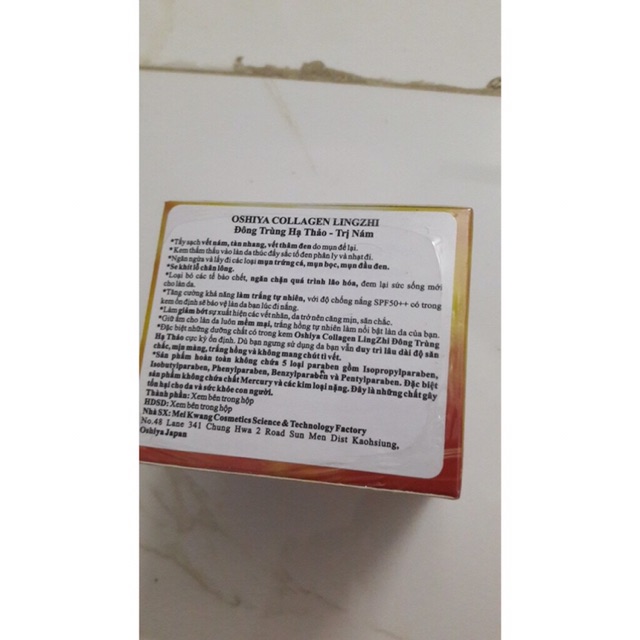 OSHIYA COLLAGEN LINGZHI
Đông Trùng Hạ Thảo - Trị Nám
*Tẩy sạch vết nám, tàn nhang, vết thâm đen do mụn để lại.
*Kem thẩm thấu vào làn da thúc đẩy sắc tố đen phân ly và nhạt đi.
*Ngăn ngừa và lấy đi các loại mụn trứng cá, mụn bọc, mụn đầu đen.
*Se khít lỗ chân lông.
*Loại bỏ các tế bào chết, ngăn chặn quá trình lão hóa, đem lại sức sống mới
cho làn da.
*Tăng cường khả năng làm trắng tự nhiên, với độ chống nắng SPF50++ có trong
kem ổn định sẽ bảo vệ làn da bạn lúc đi nắng.
*Làm giảm bớt sự xuất hiện các vết nhăn, da trở nên căng mịn, săn chắc.
*Giữ ẩm cho làn da luôn mềm mại, trắng hồng tự nhiên làm nổi bật làn da của bạn.
*Đặc biệt những dưỡng chất có trong kem Oshiya Collagen LingZhi Đông Trùng
Hạ Thảo cực kỳ ổn định. Dù bạn ngưng sử dụng da bạn vẫn duy trì lâu dài độ săn
chắc, mịn màng, trắng hồng và không mang chút tì vết.
*Sản phẩm hoàn toàn không chứa 5 loại paraben gồm Isopropylparaben,
Isobutylparaben, Phenylparaben, Benzylparaben và Pentylparaben. Đặc biệt
sản phẩm không chứa Mercury và các kim loại nặng. Đây là những chất gây
tổn hại cho da và sức khỏe con người.
Thành phần: Xem bên trong hộp
HDSD: Xem bên trong hộp
Nhà SX: Mei Kwang Cosmetics Science & Technology Factory
No.48 Lane 341 Chung Hwa 2 Road Sun Men Dist Kaohsiung,
Oshiya Japan